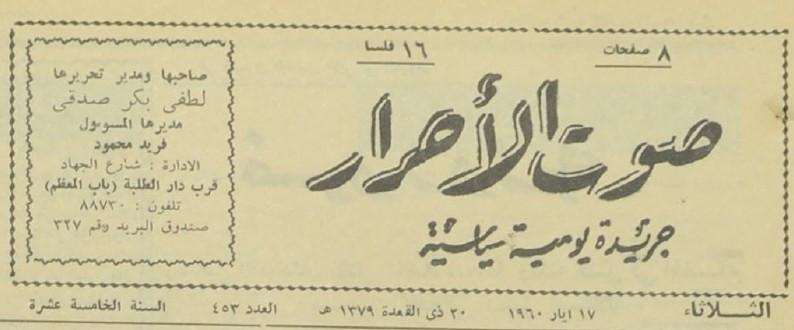 ٨ صفحات
١٦ فلسا
صوت الأحرار
جريدة يومية سياسية
صاحبها ومدير تحريرها
لطفي بكر صدقي
مديرها المسوول
فريد محمود
الادارة : شارع الجهاد
قرب دار الطلبة (باب المعظم)
تلفون : ٨٨٧٣٠
صندوق البريد رقم ٣٢٧
الثلاثاء ١٧ ايار ١٩٦٠ ٢٠ ذى القعدة ١٣٧٩ هـ العدد ٤٥٣ السنة الخامسة عشرة